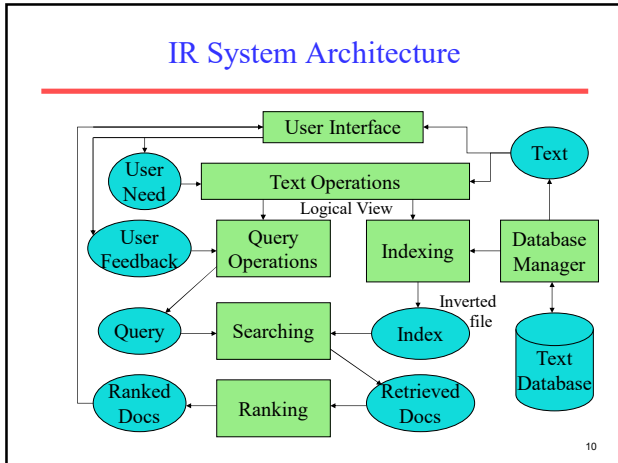 IR System Architecture
User Interface
User
Need
Text
Text Operations
Logical View
User
Feedback
Query
Operations
Indexing
Database
Manager
Inverted
file
Query
Searching
Index
Text
Database
Ranked
Docs
Ranking
Retrieved
Docs
10